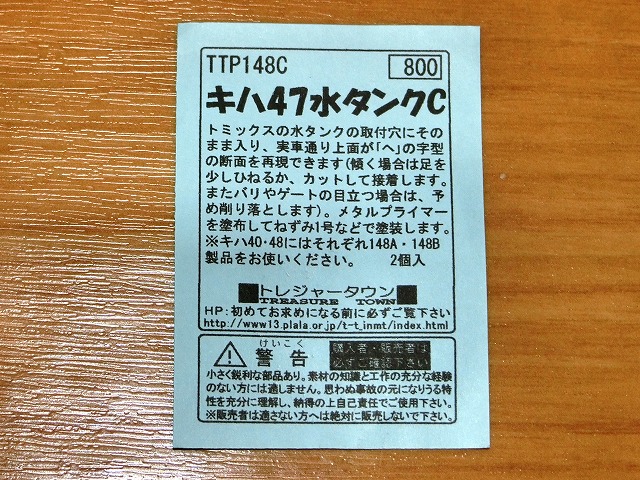 TTP148C 800
キハ47水タンクC
トミックスの水タンクの取付穴にその
まま入り、実車通り上面が「へ」の字型
の断面を再現できます(傾く場合は足を
少しひねるか、カットして接着します。
またバリやゲートの目立つ場合は、予
め削り落とします)。メタルプライマー
を塗布してねずみ1号などで塗装します。
※キハ40・48にはそれぞれ148A・148B
製品をお使いください。 2個入
トレジャータウン
TREASURE TOWN
HP:初めてお求めになる前に必ずご覧下さい
http://www13.plala.or.jp/t-t_inmt/index.html
けいこく
警告
購入者・販売者は
必ずご確認下さい
小さく鋭利な部品あり。素材の知識と工作の充分な経験
のない方には適しません。思わぬ事故の元になりうる特
性を充分に理解し、納得の上自己責任でご使用下さい。
※販売者は適さない方へは絶対に販売しないで下さい。